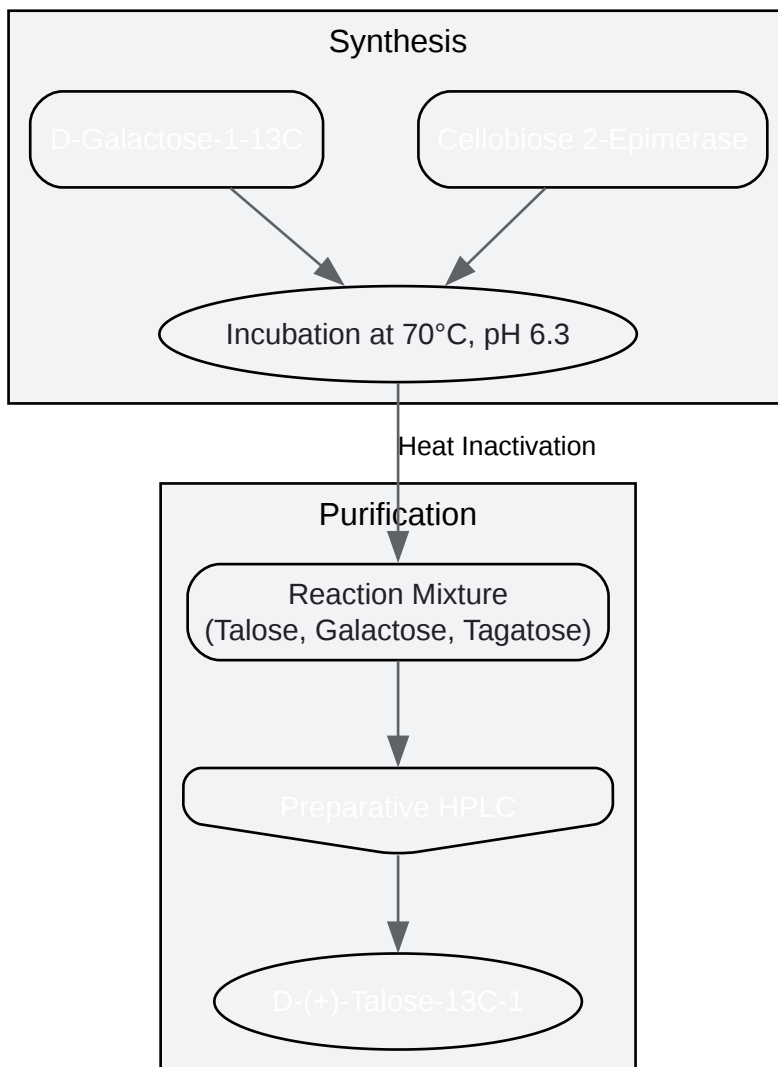 Synthesis
D-Galactose-1-13C
Cellobiose 2-Epimerase
Incubation at 70°C, pH 6.3
Heat Inactivation
Purification
Reaction Mixture
(Talose, Galactose, Tagatose)
Preparative HPLC
D-(+)-Talose-13C-1